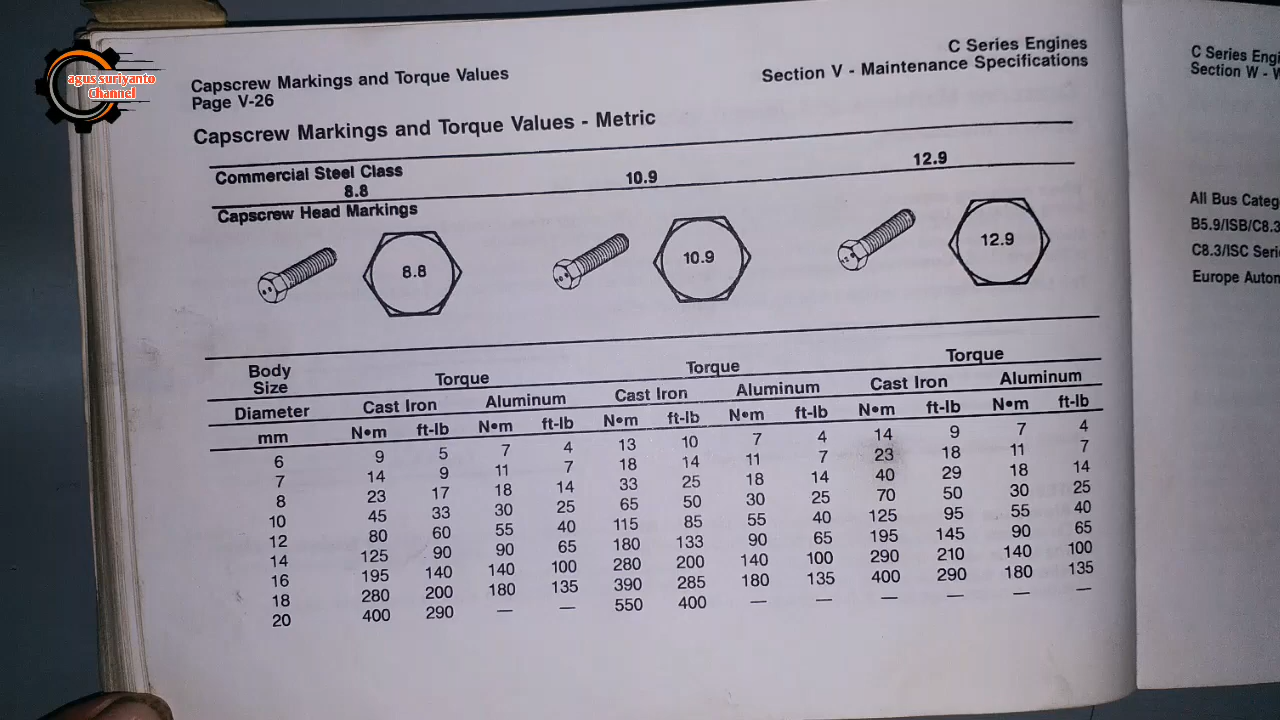 agus suriyanto
channel
Capscrew Markings and Torque Values
Page V-26
C Series Engines
Section V - Maintenance Specifications
Capscrew Markings and Torque Values - Metric
Commercial Steel Class
8.8 10.9 12.9
Capscrew Head Markings
8.8 10.9 12.9
Body
Size
Torque Torque Torque
Diameter Cast Iron Aluminum Cast Iron Aluminum Cast Iron Aluminum
mm N•m ft-lb N•m ft-lb N•m ft-lb N•m ft-lb N•m ft-lb N•m ft-lb
6 9 5 7 4 13 10 7 4 14 9 7 4
7 14 9 11 7 18 14 11 7 23 18 11 7
8 23 17 18 14 33 25 18 14 40 29 18 14
10 45 33 30 25 65 50 30 25 70 50 30 25
12 80 60 55 40 115 85 55 40 125 95 55 40
14 125 90 90 65 180 133 90 65 195 145 90 65
16 195 140 140 100 280 200 140 100 290 210 140 100
18 280 200 180 135 390 285 180 135 400 290 180 135
20 400 290 — — 550 400 — — — — — —
C Series
Section W -
All Bus
B5.9/ISB/C8.3
C8.3/ISC
Europe